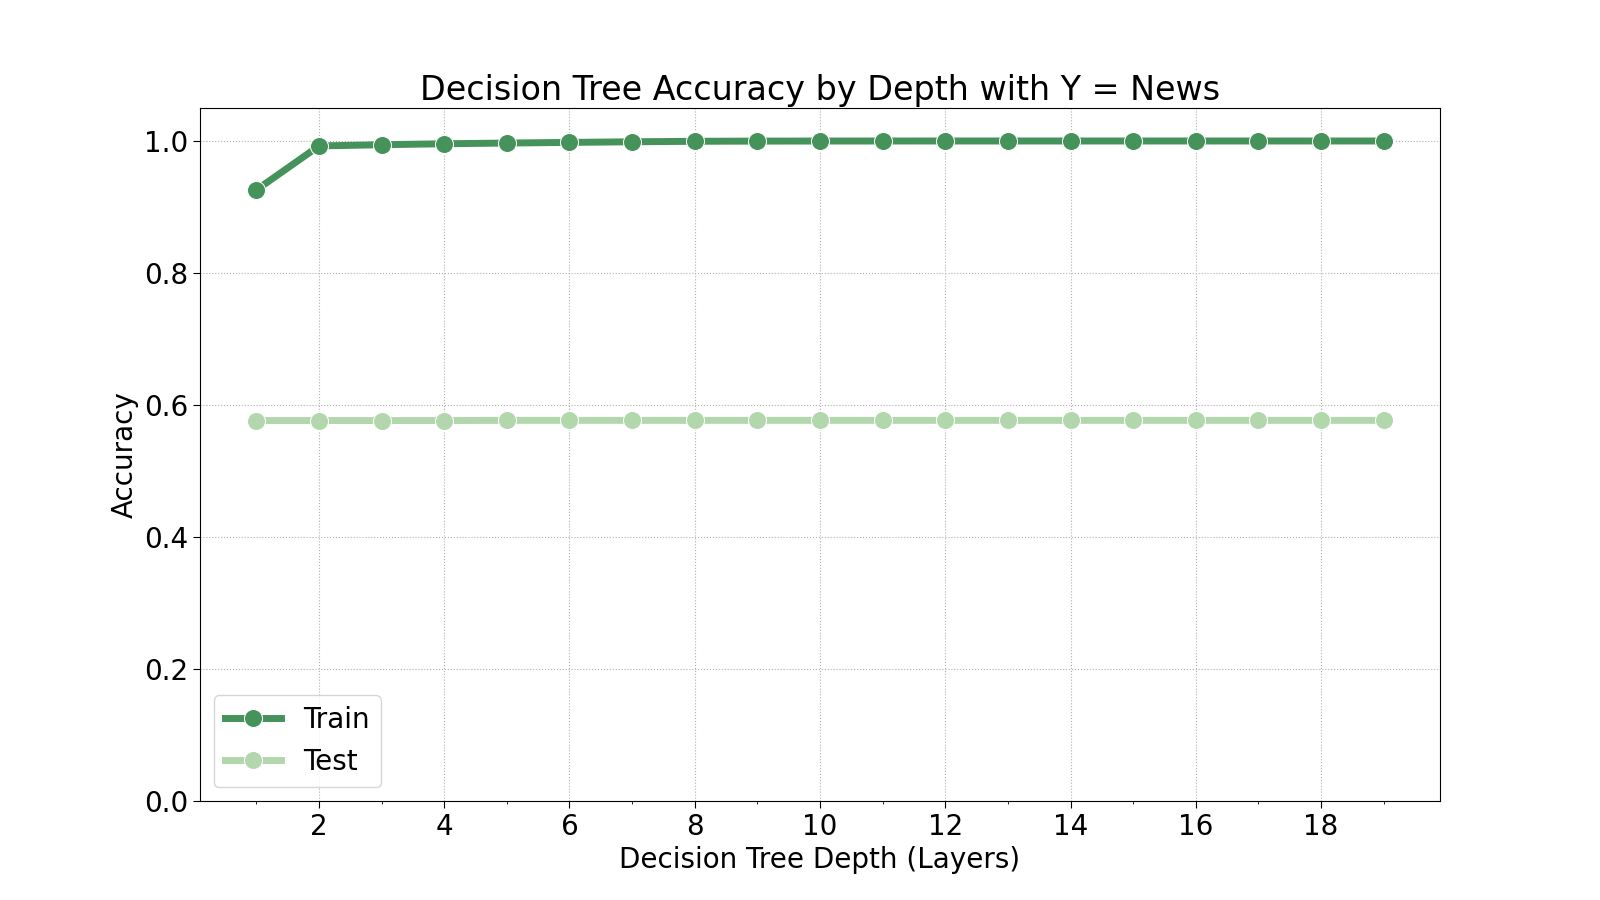 Decision Tree Accuracy by Depth with Y = News
1.0
0.8
0.6
0.4
0.2
0.0
Accuracy
Train
Test
2 4 6 8 10 12 14 16 18
Decision Tree Depth (Layers)